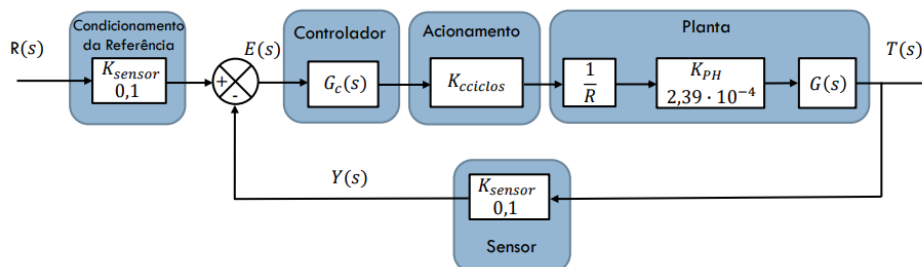 Condicionamento
da Referência
Controlador
Acionamento
Planta
R(s)
E(s)
T(s)
K_sensor
0,1
+
-
G_c(s)
K_cciclos
1
R
K_PH
2,39 · 10^-4
G(s)
Y(s)
K_sensor
0,1
Sensor